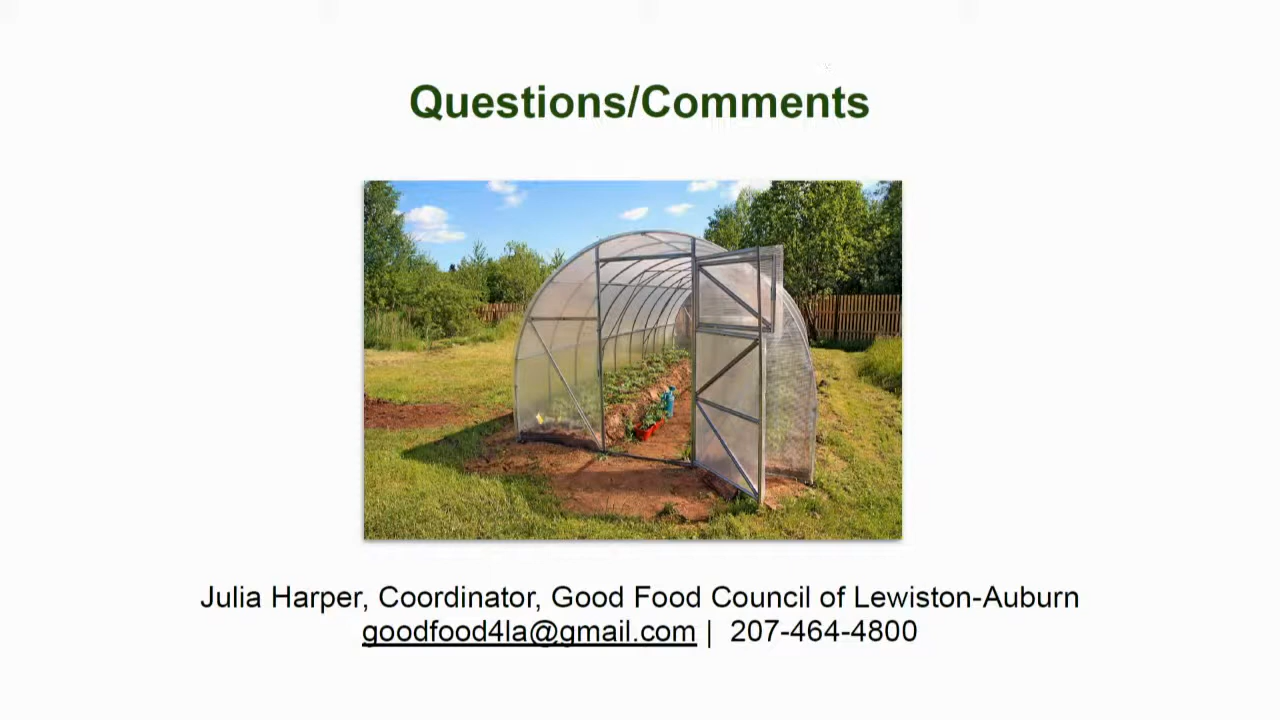 Questions/Comments
Julia Harper, Coordinator, Good Food Council of Lewiston-Auburn
goodfood4la@gmail.com | 207-464-4800